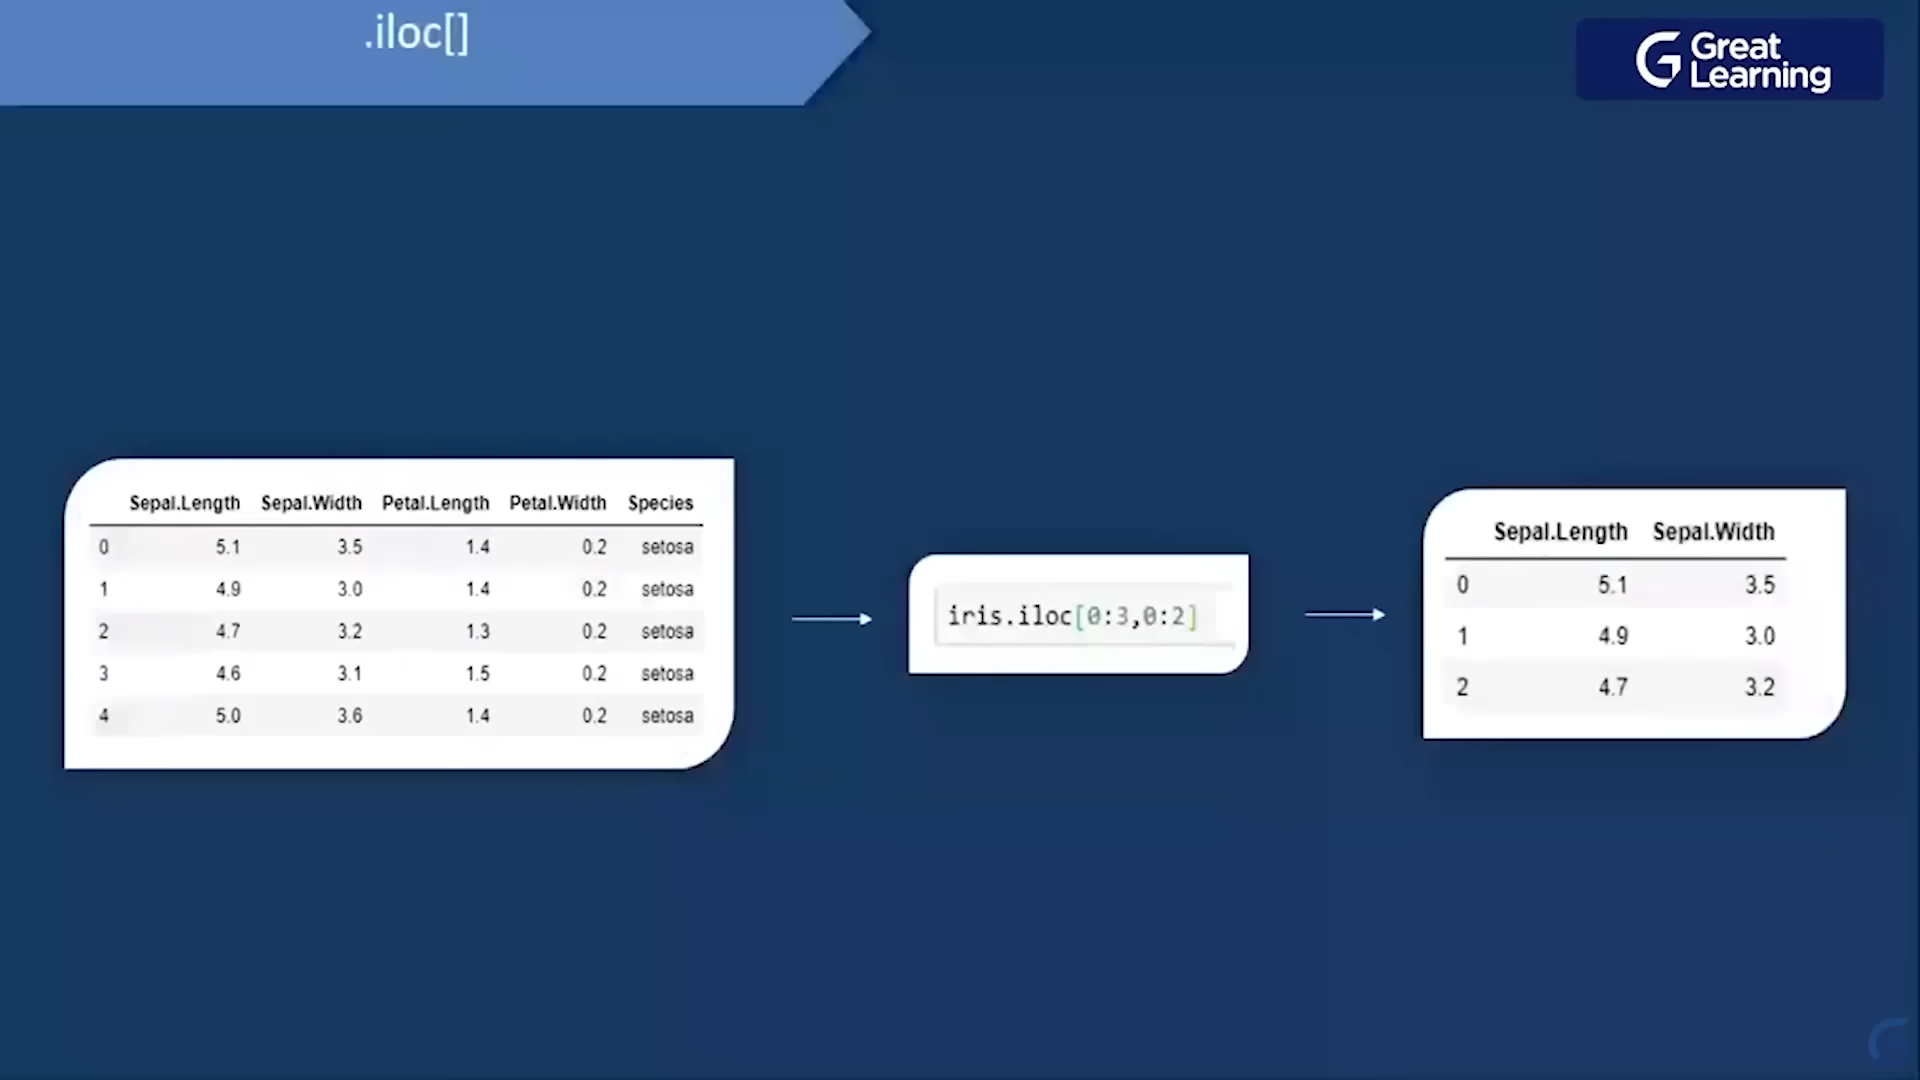 .iloc[]
Great
Learning
Sepal.Length Sepal.Width Petal.Length Petal.Width Species
0 5.1 3.5 1.4 0.2 setosa
1 4.9 3.0 1.4 0.2 setosa
2 4.7 3.2 1.3 0.2 setosa
3 4.6 3.1 1.5 0.2 setosa
4 5.0 3.6 1.4 0.2 setosa
iris.iloc[0:3,0:2]
Sepal.Length Sepal.Width
0 5.1 3.5
1 4.9 3.0
2 4.7 3.2